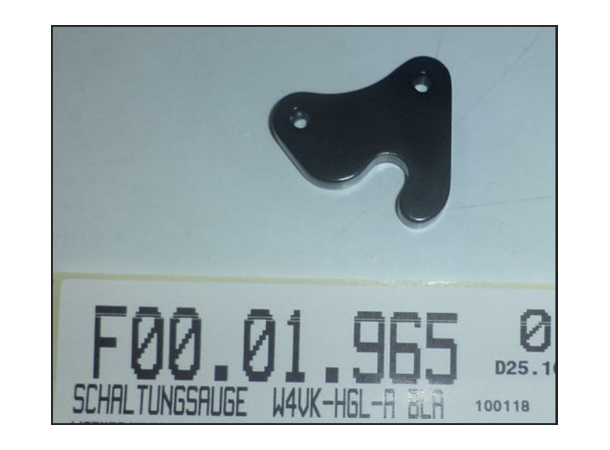 F00.01.965 0
D25.1
SCHALTUNGSAUGE W4VK-HGL-A BLA 100118